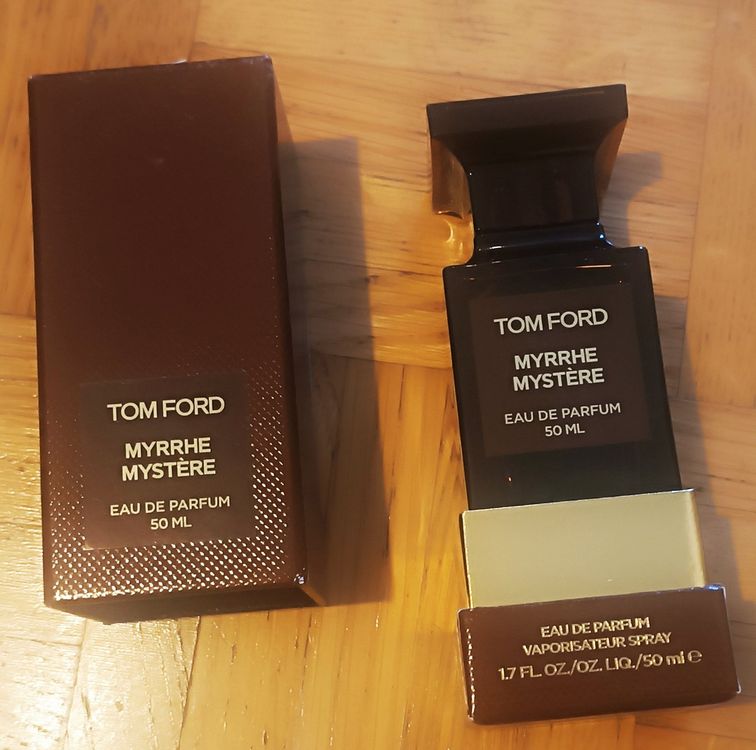 TOM FORD
MYRRHE
MYSTÈRE
EAU DE PARFUM
50 ML
TOM FORD
MYRRHE
MYSTÈRE
EAU DE PARFUM
50 ML
EAU DE PARFUM
VAPORISATEUR SPRAY
1.7 FL. OZ./OZ. LIQ./50 ml ℮